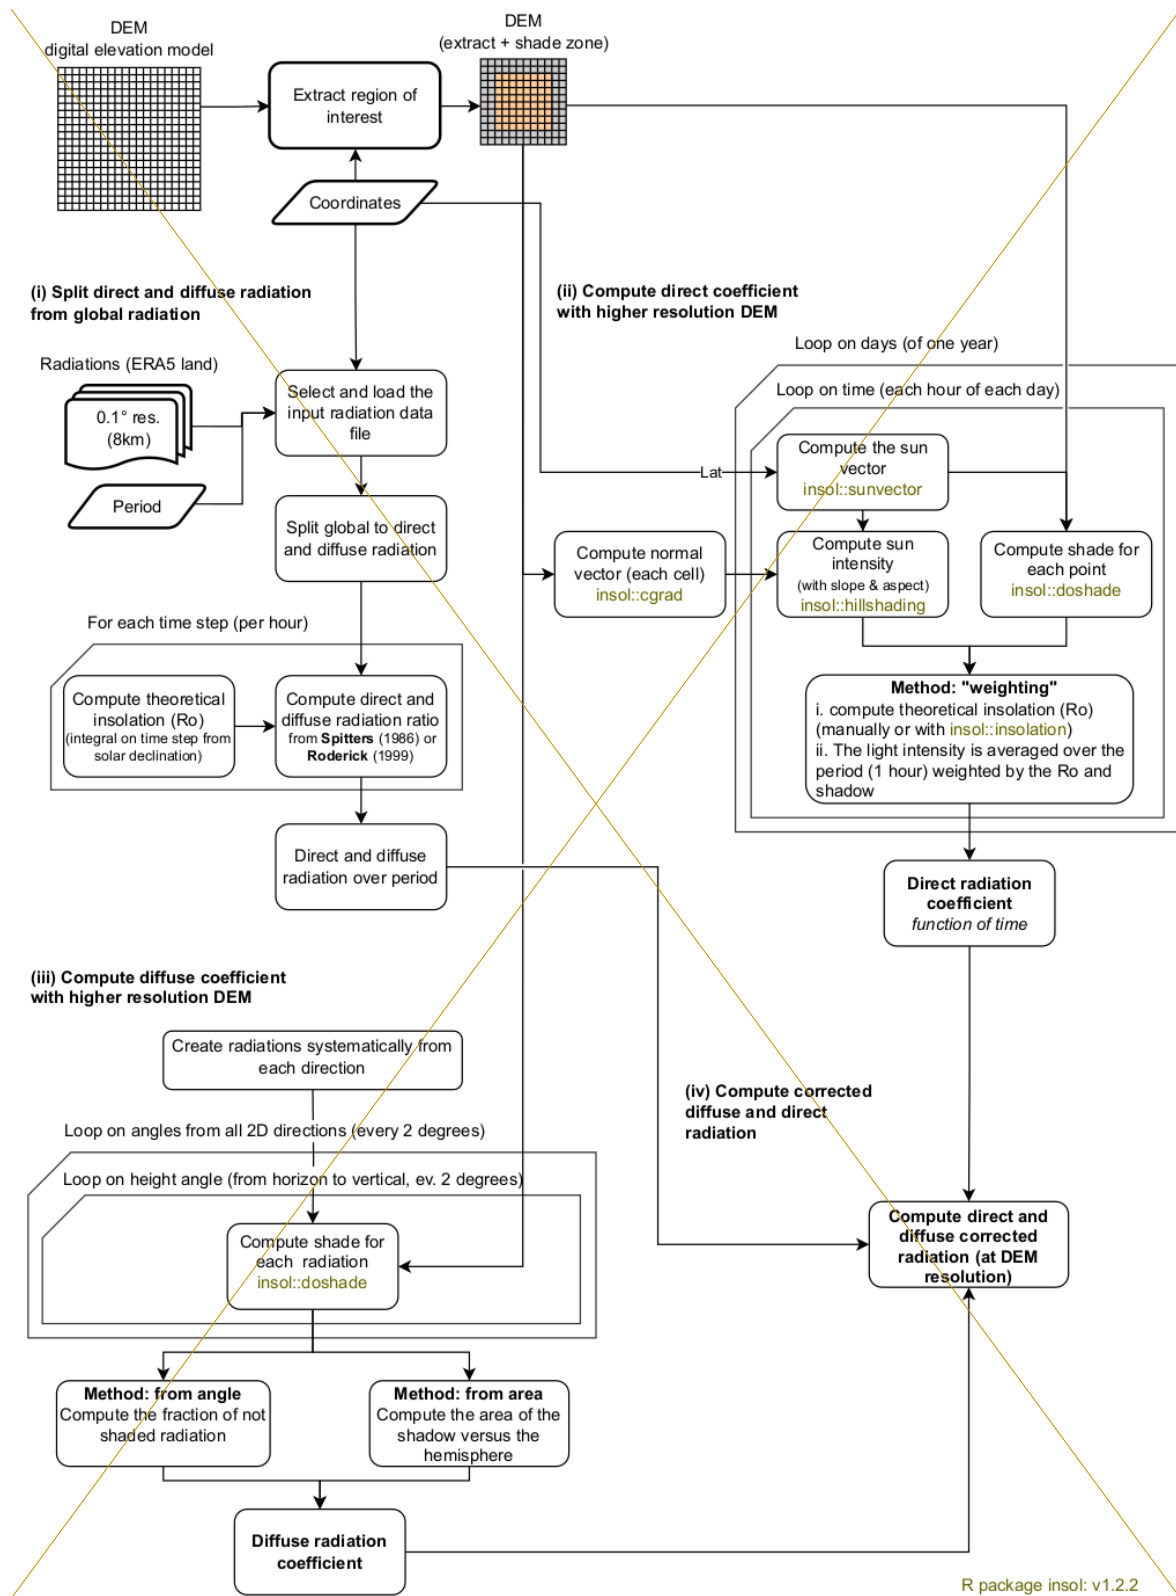 DEM
digital elevation model
DEM
(extract + shade zone)
Extract region of
interest
Coordinates
(i) Split direct and diffuse radiation
from global radiation
(ii) Compute direct coefficient
with higher resolution DEM
Loop on days (of one year)
Radiations (ERA5 land)
Loop on time (each hour of each day)
0.1° res.
(8km)
Select and load the
input radiation data
file
Period
Lat
Compute the sun
vector
insol::sunvector
Split global to direct
and diffuse radiation
Compute normal
vector (each cell)
insol::cgrad
Compute sun
intensity
(with slope & aspect)
insol::hillshading
Compute shade for
each point
insol::doshade
For each time step (per hour)
Compute theoretical
insolation (Ro)
(integral on time step from
solar declination)
Compute direct and
diffuse radiation ratio
from Spitters (1986) or
Roderick (1999)
Method: "weighting"
i. compute theoretical insolation (Ro)
(manually or with insol::insolation)
ii. The light intensity is averaged over the
period (1 hour) weighted by the Ro and
shadow
Direct and diffuse
radiation over period
Direct radiation
coefficient
function of time
(iii) Compute diffuse coefficient
with higher resolution DEM
Create radiations systematically from
each direction
(iv) Compute corrected
diffuse and direct
radiation
Loop on angles from all 2D directions (every 2 degrees)
Loop on height angle (from horizon to vertical, ev. 2 degrees)
Compute shade for
each radiation
insol::doshade
Compute direct and
diffuse corrected
radiation (at DEM
resolution)
Method: from angle
Compute the fraction of not
shaded radiation
Method: from area
Compute the area of the
shadow versus the
hemisphere
Diffuse radiation
coefficient
R package insol: v1.2.2